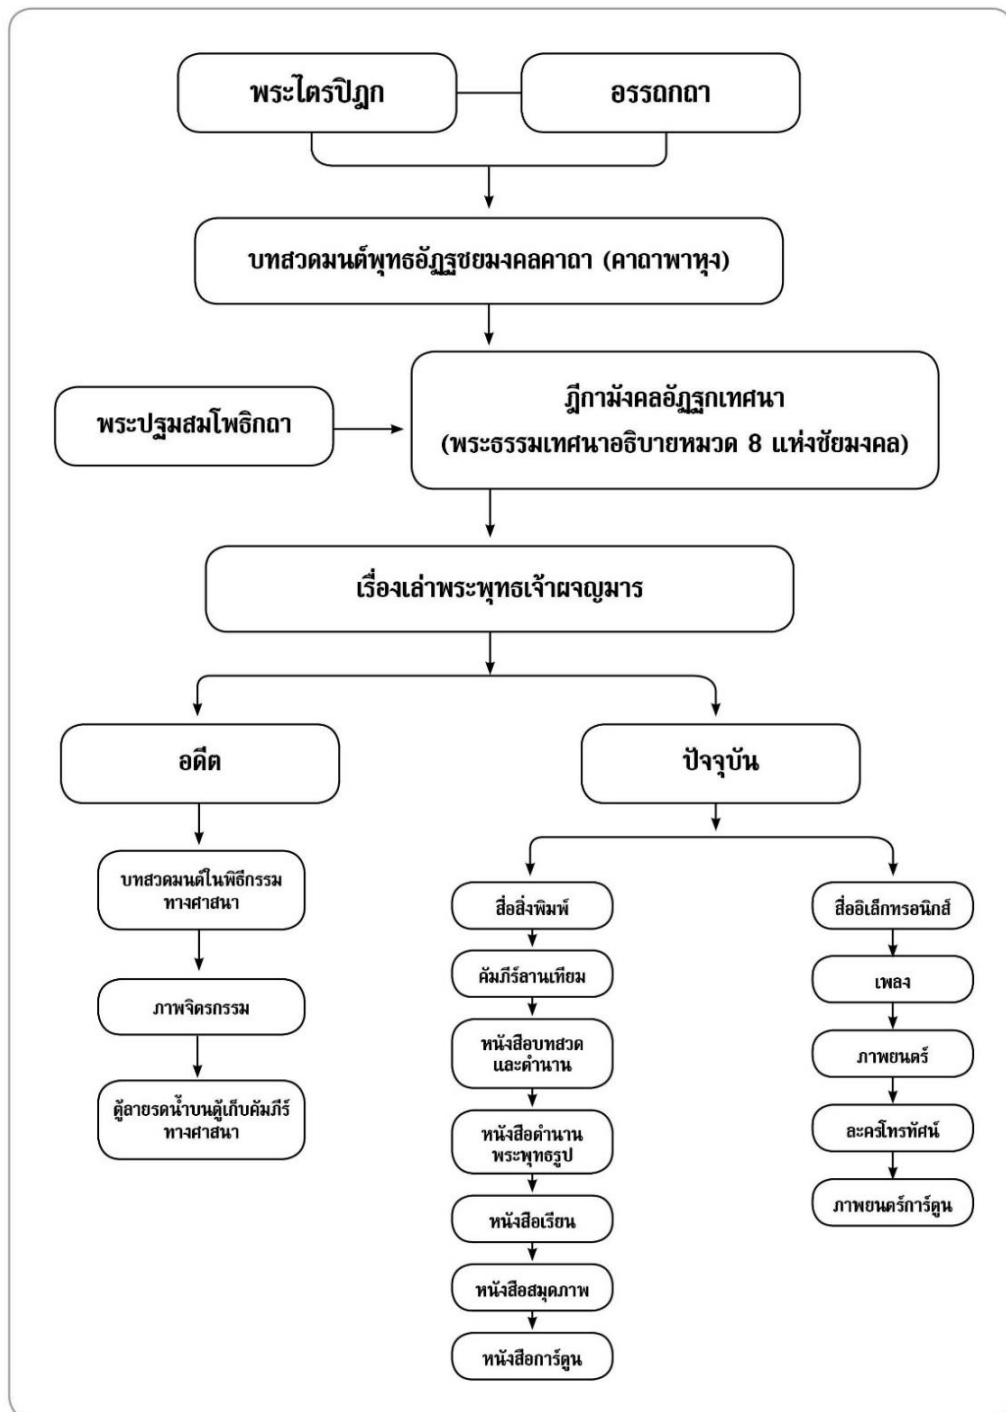 พระไตรปิฎก
อรรถกถา
บทสวดมนต์พุทธอัฏฐชยมงคลคาถา (คาถาพาหุง)
พระปฐมสมโพธิกถา
ฎีกามังคลอัฏฐกเทศนา
(พระธรรมเทศนาอธิบายหมวด 8 แห่งชัยมงคล)
เรื่องเล่าพระพุทธเจ้าผจญมาร
อดีต
บทสวดมนต์ในพิธีกรรม
ทางศาสนา
ภาพจิตรกรรม
ตู้ลายรดน้ำบนตู้เก็บคัมภีร์
ทางศาสนา
ปัจจุบัน
สื่อสิ่งพิมพ์
คัมภีร์ลานเทียม
หนังสือบทสวด
และตำนาน
หนังสือตำนาน
พระพุทธรูป
หนังสือเรียน
หนังสือสมุดภาพ
หนังสือการ์ตูน
สื่ออิเล็กทรอนิกส์
เพลง
ภาพยนตร์
ละครโทรทัศน์
ภาพยนตร์การ์ตูน